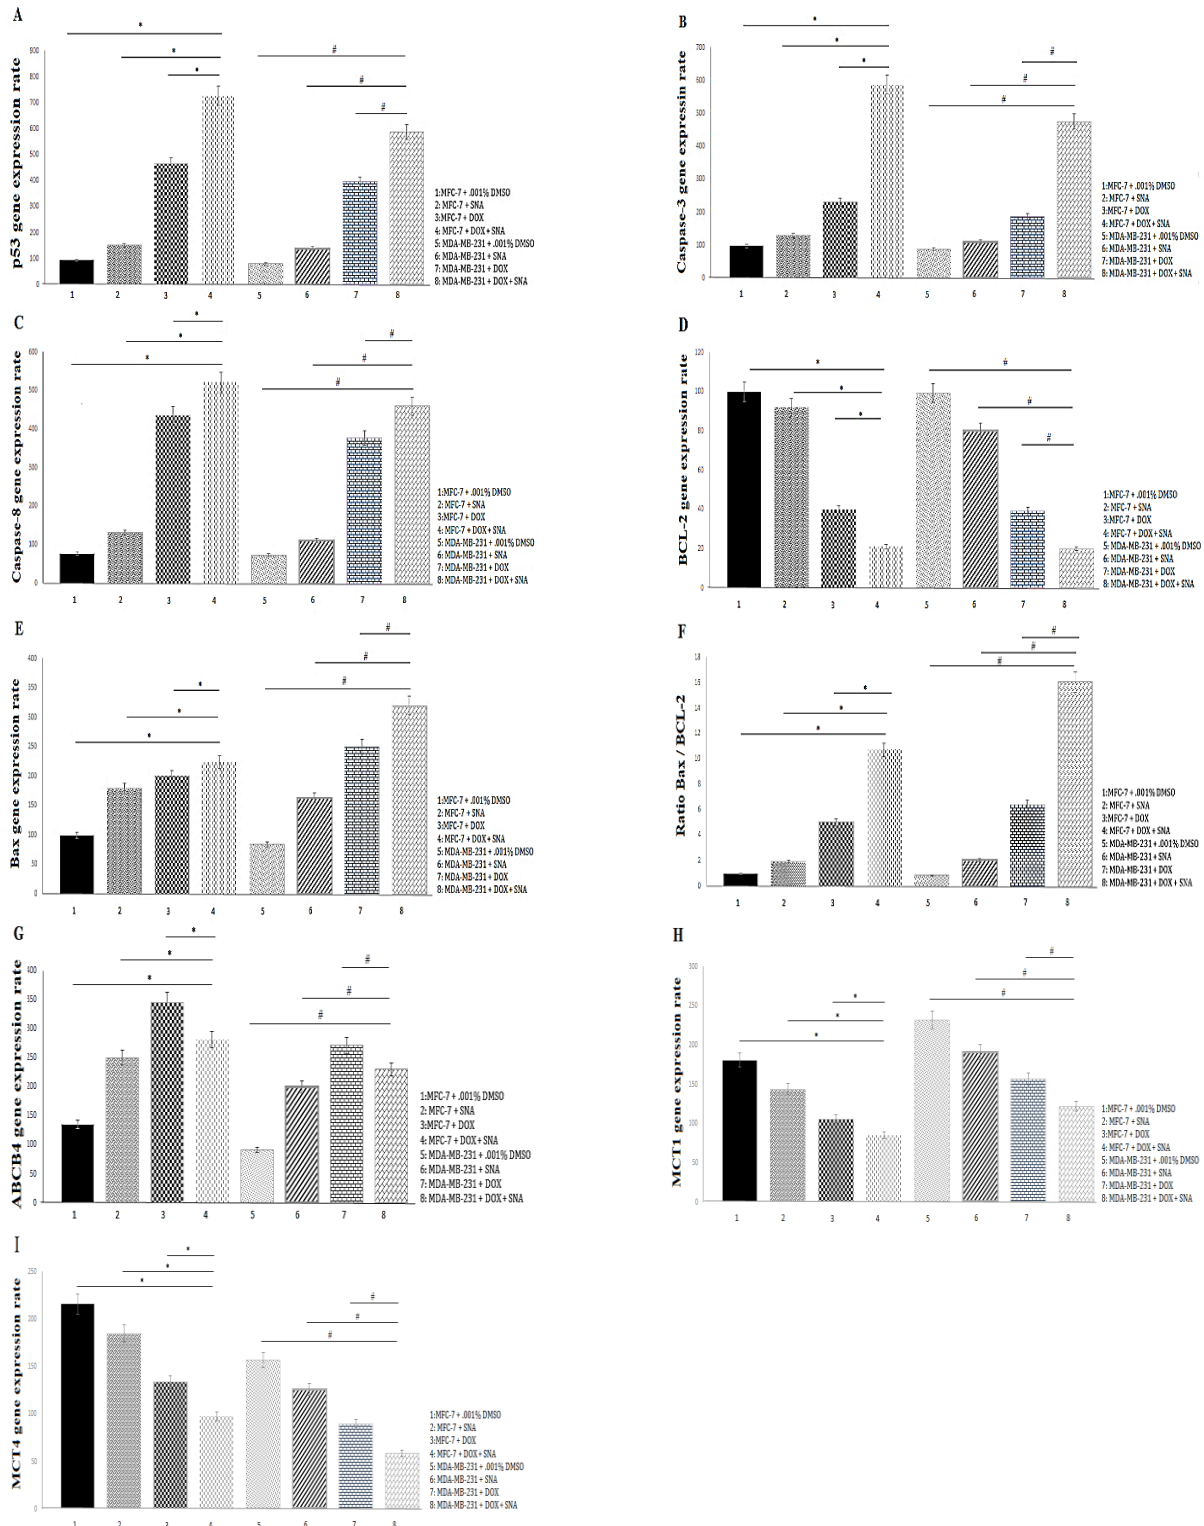 A
p53 gene expression rate
900
800
700
600
500
400
300
200
100
0
* * * # # #
1 2 3 4 5 6 7 8
1:MFC-7 + .001% DMSO
2: MFC-7 + SNA
3:MFC-7 + DOX
4: MFC-7 + DOX + SNA
5: MDA-MB-231 + .001% DMSO
6: MDA-MB-231 + SNA
7: MDA-MB-231 + DOX
8: MDA-MB-231 + DOX + SNA
B
Caspase-3 gene expressin rate
700
600
500
400
300
200
100
0
* * * # # #
1 2 3 4 5 6 7 8
1:MFC-7 + .001% DMSO
2: MFC-7 + SNA
3:MFC-7 + DOX
4: MFC-7 + DOX + SNA
5: MDA-MB-231 + .001% DMSO
6: MDA-MB-231 + SNA
7: MDA-MB-231 + DOX
8: MDA-MB-231 + DOX + SNA
C
Caspase-8 gene expression rate
600
500
400
300
200
100
0
* * * # # #
1 2 3 4 5 6 7 8
1:MFC-7 + .001% DMSO
2: MFC-7 + SNA
3:MFC-7 + DOX
4: MFC-7 + DOX + SNA
5: MDA-MB-231 + .001% DMSO
6: MDA-MB-231 + SNA
7: MDA-MB-231 + DOX
8: MDA-MB-231 + DOX + SNA
D
BCL-2 gene expression rate
120
100
80
60
40
20
0
* * * # # #
1 2 3 4 5 6 7 8
1:MFC-7 + .001% DMSO
2: MFC-7 + SNA
3:MFC-7 + DOX
4: MFC-7 + DOX + SNA
5: MDA-MB-231 + .001% DMSO
6: MDA-MB-231 + SNA
7: MDA-MB-231 + DOX
8: MDA-MB-231 + DOX + SNA
E
Bax gene expression rate
400
350
300
250
200
150
100
50
0
* * * # # #
1 2 3 4 5 6 7 8
1:MFC-7 + .001% DMSO
2: MFC-7 + SNA
3:MFC-7 + DOX
4: MFC-7 + DOX + SNA
5: MDA-MB-231 + .001% DMSO
6: MDA-MB-231 + SNA
7: MDA-MB-231 + DOX
8: MDA-MB-231 + DOX + SNA
F
Ratio Bax / BCL-2
18
16
14
12
10
8
6
4
2
0
* * * # # #
1 2 3 4 5 6 7 8
1:MFC-7 + .001% DMSO
2: MFC-7 + SNA
3:MFC-7 + DOX
4: MFC-7 + DOX + SNA
5: MDA-MB-231 + .001% DMSO
6: MDA-MB-231 + SNA
7: MDA-MB-231 + DOX
8: MDA-MB-231 + DOX + SNA
G
ABCB4 gene expression rate
400
350
300
250
200
150
100
50
0
* * * # # #
1 2 3 4 5 6 7 8
1:MFC-7 + .001% DMSO
2: MFC-7 + SNA
3:MFC-7 + DOX
4: MFC-7 + DOX + SNA
5: MDA-MB-231 + .001% DMSO
6: MDA-MB-231 + SNA
7: MDA-MB-231 + DOX
8: MDA-MB-231 + DOX + SNA
H
MCT1 gene expression rate
300
250
200
150
100
50
0
* * * # # #
1 2 3 4 5 6 7 8
1:MFC-7 + .001% DMSO
2: MFC-7 + SNA
3:MFC-7 + DOX
4: MFC-7 + DOX + SNA
5: MDA-MB-231 + .001% DMSO
6: MDA-MB-231 + SNA
7: MDA-MB-231 + DOX
8: MDA-MB-231 + DOX + SNA
I
MCT4 gene expression rate
250
200
150
100
50
0
* * * # # #
1 2 3 4 5 6 7 8
1:MFC-7 + .001% DMSO
2: MFC-7 + SNA
3:MFC-7 + DOX
4: MFC-7 + DOX + SNA
5: MDA-MB-231 + .001% DMSO
6: MDA-MB-231 + SNA
7: MDA-MB-231 + DOX
8: MDA-MB-231 + DOX + SNA